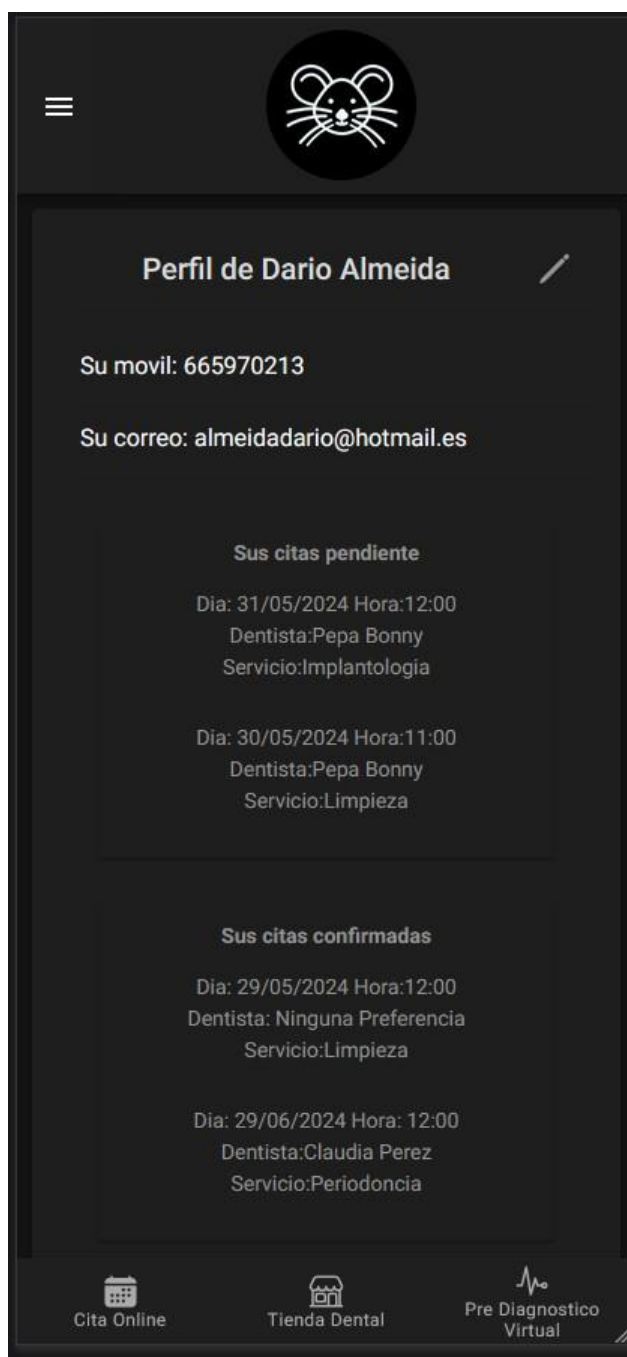 Perfil de Dario Almeida
Su movil: 665970213
Su correo: almeidadario@hotmail.es
Sus citas pendiente
Dia: 31/05/2024 Hora:12:00
Dentista:Pepa Bonny
Servicio:Implantologia
Dia: 30/05/2024 Hora:11:00
Dentista:Pepa Bonny
Servicio:Limpieza
Sus citas confirmadas
Dia: 29/05/2024 Hora:12:00
Dentista: Ninguna Preferencia
Servicio:Limpieza
Dia: 29/06/2024 Hora: 12:00
Dentista:Claudia Perez
Servicio:Periodoncia
Cita Online
Tienda Dental
Pre Diagnostico
Virtual